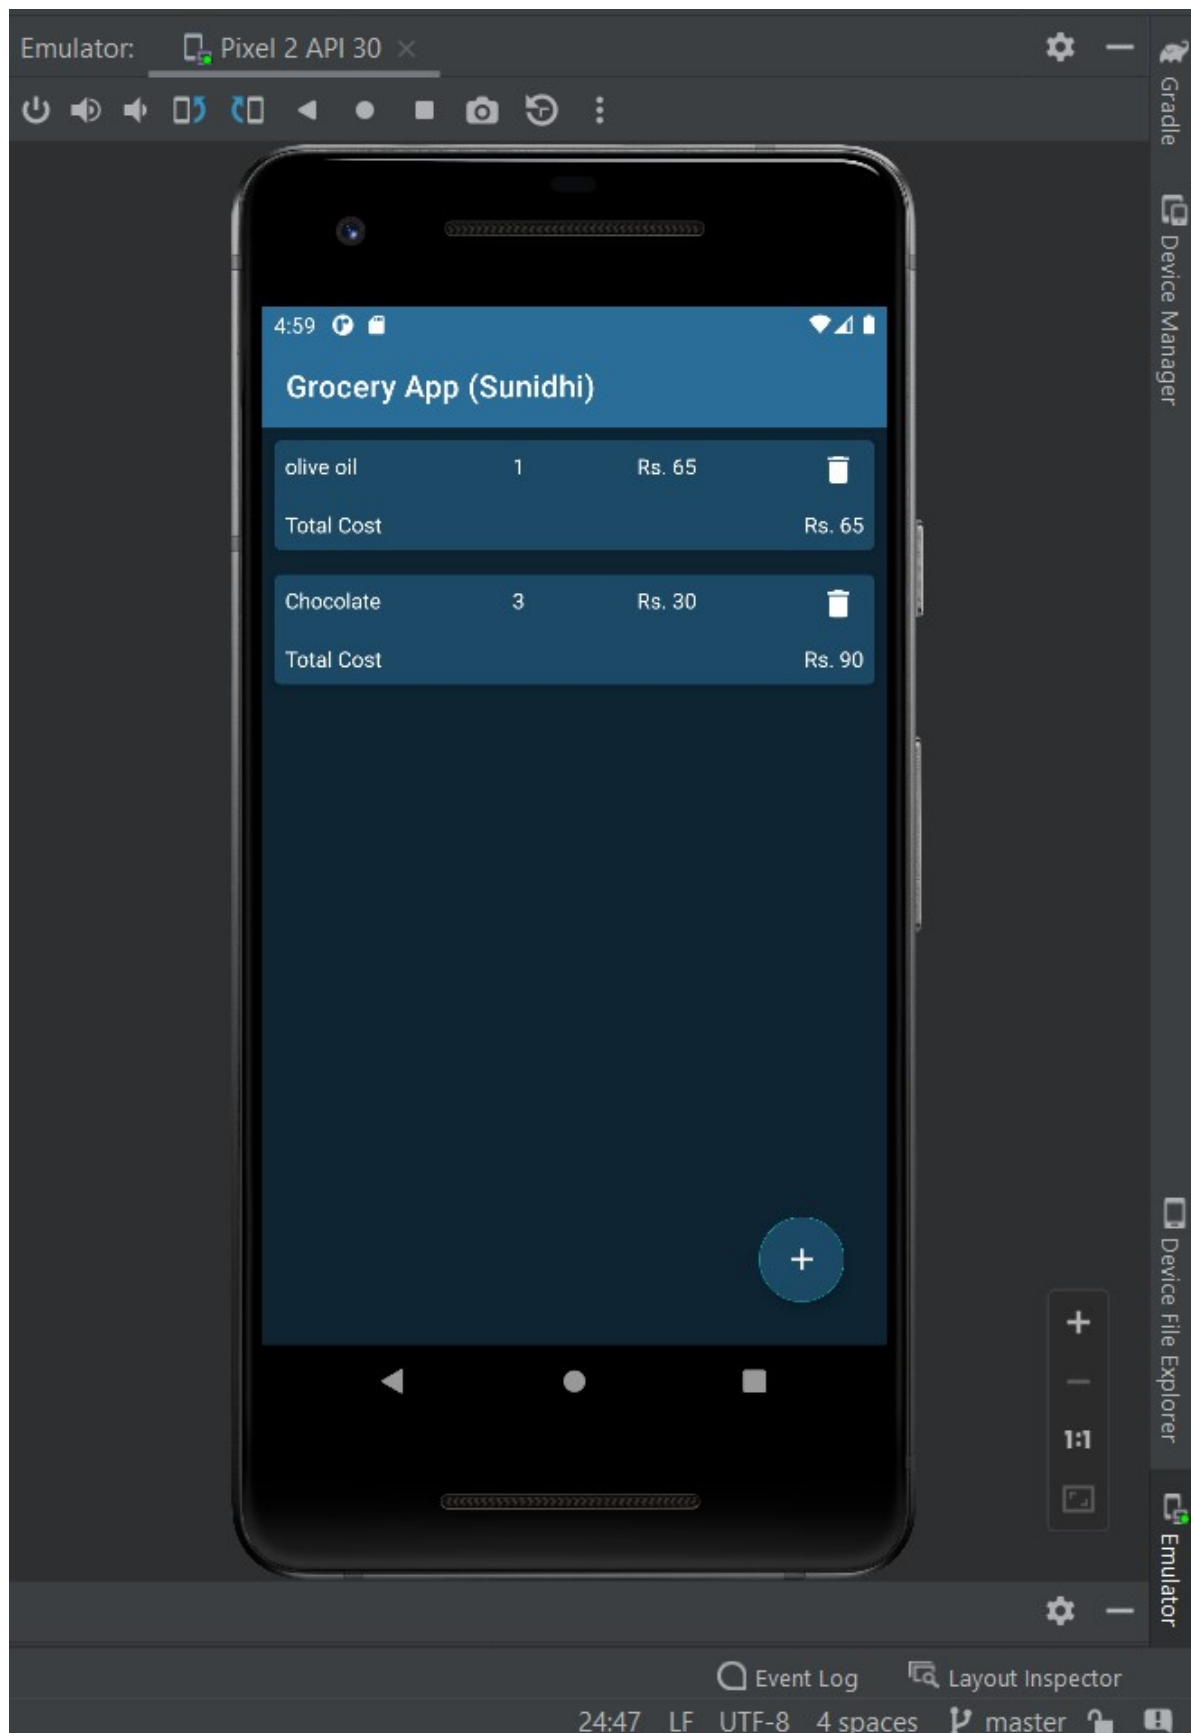 Emulator: Pixel 2 API 30
Gradle
Device Manager
4:59
Grocery App (Sunidhi)
olive oil 1 Rs. 65
Total Cost Rs. 65
Chocolate 3 Rs. 30
Total Cost Rs. 90
1:1
Device File Explorer
Emulator
Event Log Layout Inspector
24:47 LF UTF-8 4 spaces master